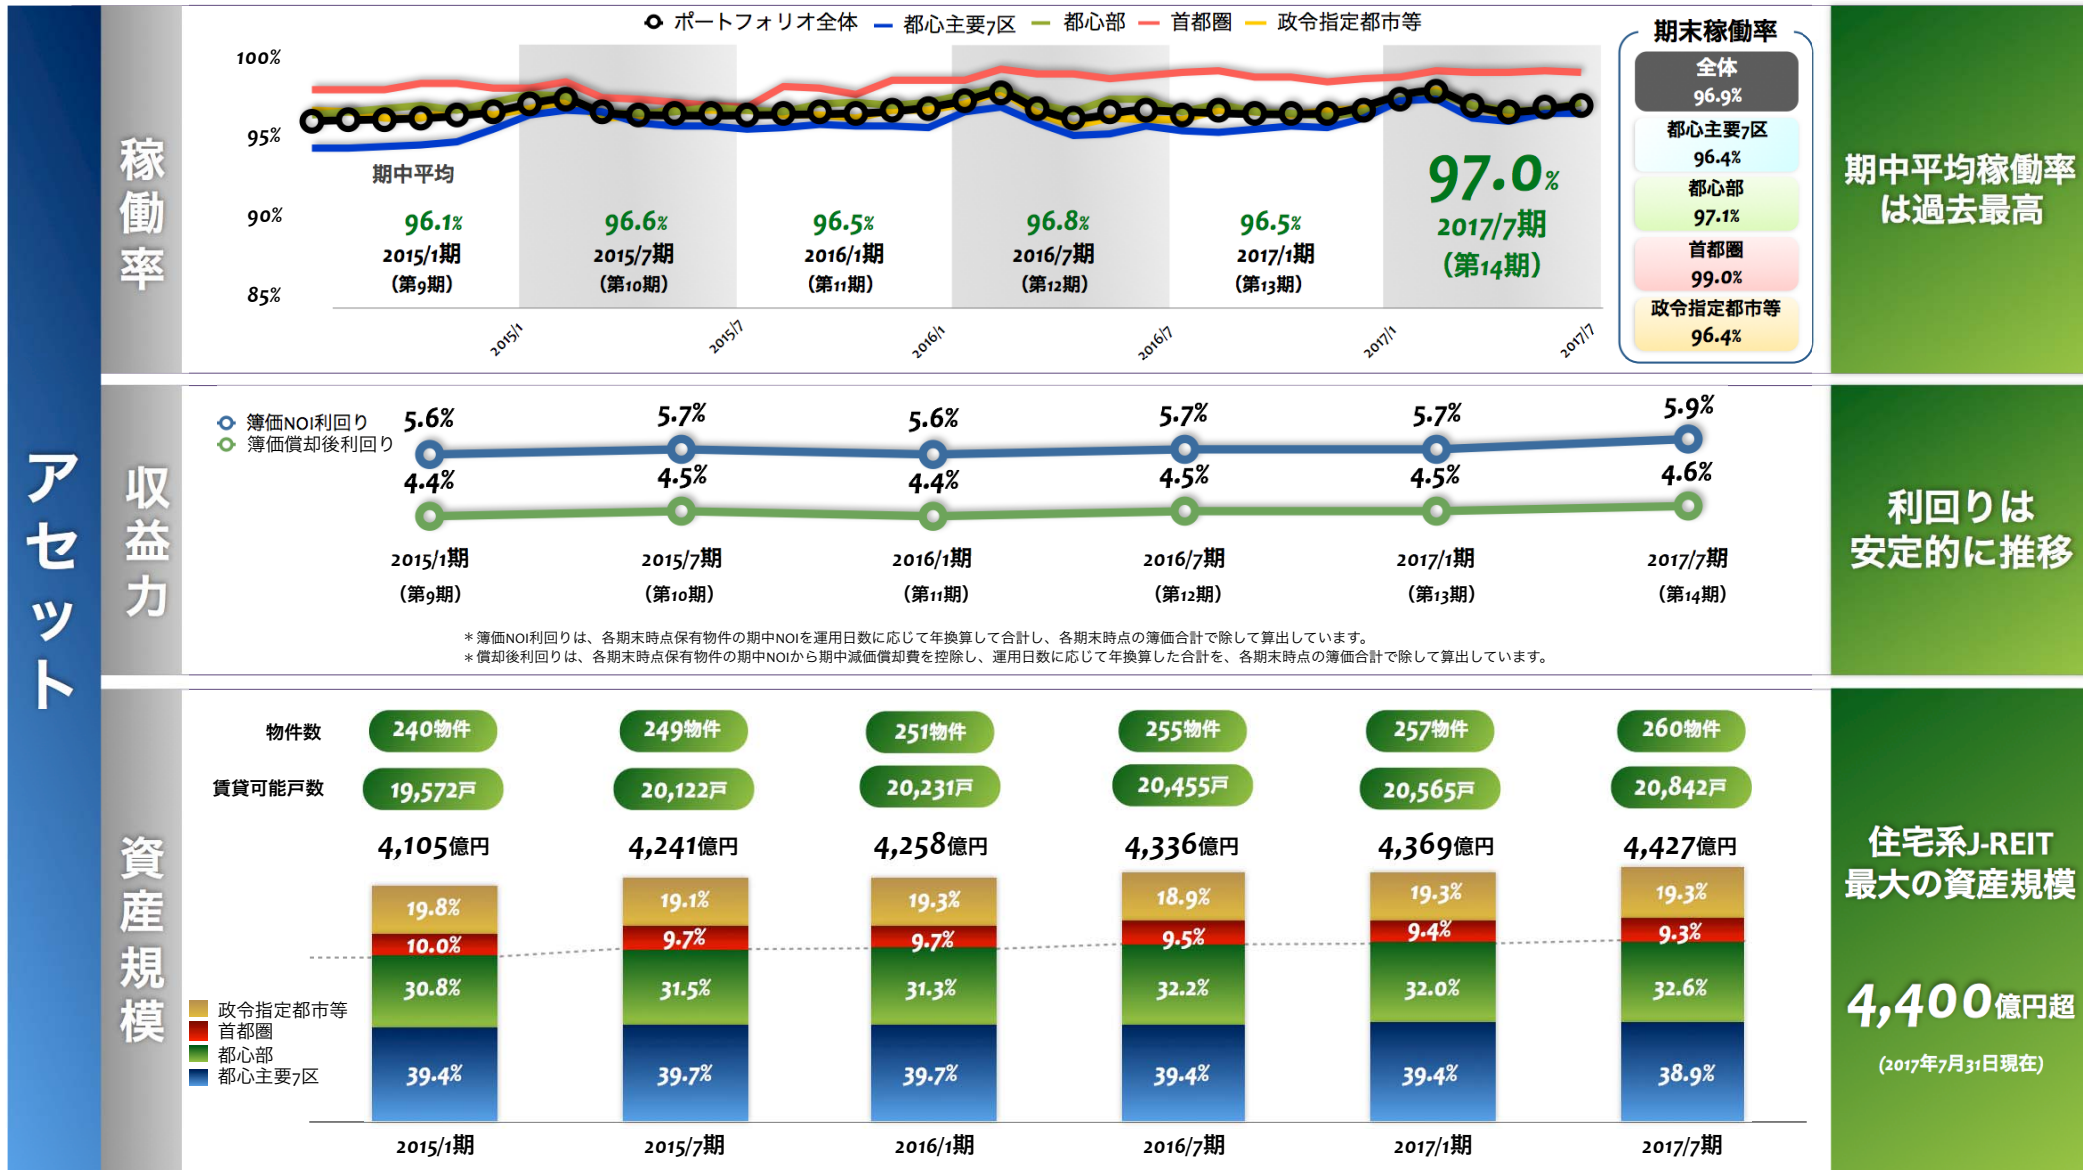 アセット
稼働率
ポートフォリオ全体 都心主要7区 都心部 首都圏 政令指定都市等
100%
95%
90%
85%
期中平均
96.1%
2015/1期
（第9期）
96.6%
2015/7期
（第10期）
96.5%
2016/1期
（第11期）
96.8%
2016/7期
（第12期）
96.5%
2017/1期
（第13期）
97.0%
2017/7期
（第14期）
2015/1
2015/7
2016/1
2016/7
2017/1
2017/7
期末稼働率
全体
96.9%
都心主要7区
96.4%
都心部
97.1%
首都圏
99.0%
政令指定都市等
96.4%
期中平均稼働率
は過去最高
収益力
簿価NOI利回り
簿価償却後利回り
5.6% 5.7% 5.6% 5.7% 5.7% 5.9%
4.4% 4.5% 4.4% 4.5% 4.5% 4.6%
2015/1期 2015/7期 2016/1期 2016/7期 2017/1期 2017/7期
（第9期） （第10期） （第11期） （第12期） （第13期） （第14期）
＊簿価NOI利回りは、各期末時点保有物件の期中NOIを運用日数に応じて年換算して合計し、各期末時点の簿価合計で除して算出しています。
＊償却後利回りは、各期末時点保有物件の期中NOIから期中減価償却費を控除し、運用日数に応じて年換算した合計を、各期末時点の簿価合計で除して算出しています。
利回りは
安定的に推移
資産規模
物件数 240物件 249物件 251物件 255物件 257物件 260物件
賃貸可能戸数 19,572戸 20,122戸 20,231戸 20,455戸 20,565戸 20,842戸
4,105億円 4,241億円 4,258億円 4,336億円 4,369億円 4,427億円
19.8% 19.1% 19.3% 18.9% 19.3% 19.3%
10.0% 9.7% 9.7% 9.5% 9.4% 9.3%
30.8% 31.5% 31.3% 32.2% 32.0% 32.6%
39.4% 39.7% 39.7% 39.4% 39.4% 38.9%
政令指定都市等
首都圏
都心部
都心主要7区
2015/1期 2015/7期 2016/1期 2016/7期 2017/1期 2017/7期
住宅系J-REIT
最大の資産規模
4,400億円超
(2017年7月31日現在)